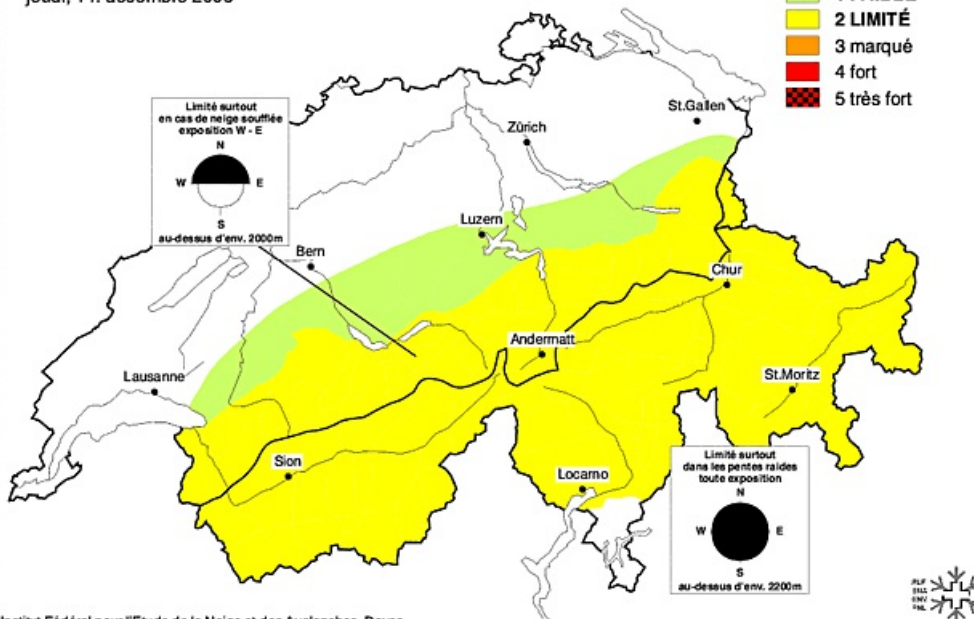 2 LIMITÉ
3 marqué
4 fort
5 très fort
Limité surtout
en cas de neige soufflée
exposition W - E
N
W E
S
au-dessus d'env. 2000m
St.Gallen
Zürich
Luzern
Bern
Chur
Andermatt
Lausanne
St.Moritz
Sion
Locarno
Limité surtout
dans les pentes raides
toute exposition
N
W E
S
au-dessus d'env. 2200m
SLF
ENA